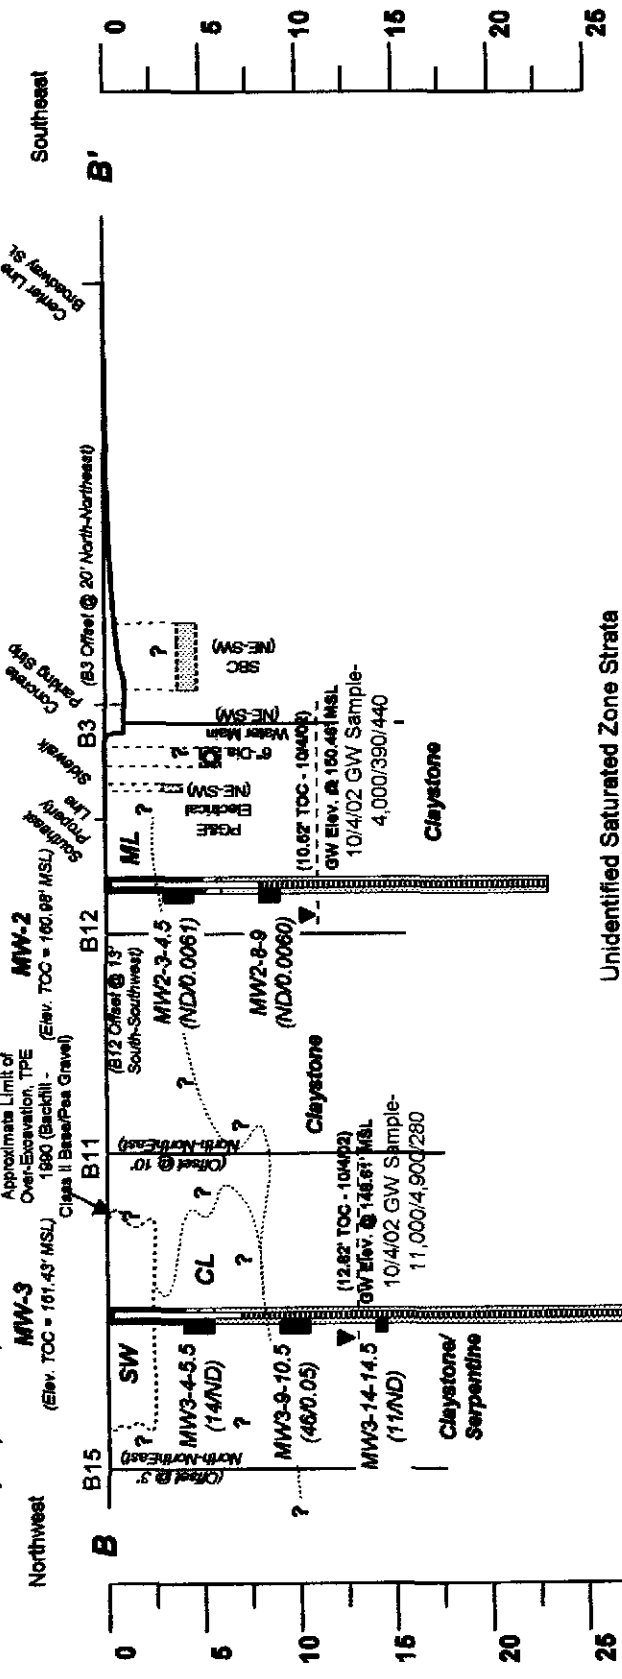 Northwest
Southeast
B
B'
MW-3
(Elev. TOC = 161.43' MSL)
Approximate Limit of
Over-Excavation, TPE
1990 (Backfill -
Class II Base/Pea Gravel)
MW-2
(Elev. TOC = 160.98' MSL)
Southeast
Property
Line
Sidewalk
Concrete
Parking Strip
(B3 Offset @ 20' North-Northeast)
Center Line
Broadway St.
B15
(Offset @ 3'
North-NorthEast)
B11
(Offset @ 10'
North-NorthEast)
B12
(B12 Offset @ 13'
South-Southwest)
B3
0
5
10
15
20
25
0
5
10
15
20
25
SW
?
?
CL
?
?
?
?
?
?
?
ML
?
?
?
MW3-4-5.5
(14/ND)
MW3-9-10.5
(46/0.05)
MW3-14-14.5
(11/ND)
Claystone/
Serpentine
(12.82' TOC - 10/4/02)
GW Elev. @ 148.61' MSL
10/4/02 GW Sample-
11,000/4,900/280
Claystone
MW2-3-4.5
(ND/0.0061)
MW2-8-9
(ND/0.0060)
PG&E
Electrical
(NE-SW)
6"-Dia.
Water Main
(NE-SW)
SBC
(NE-SW)
(10.52' TOC - 10/4/02)
GW Elev. @ 150.46' MSL
10/4/02 GW Sample-
4,000/390/440
Claystone
Unidentified Saturated Zone Strata